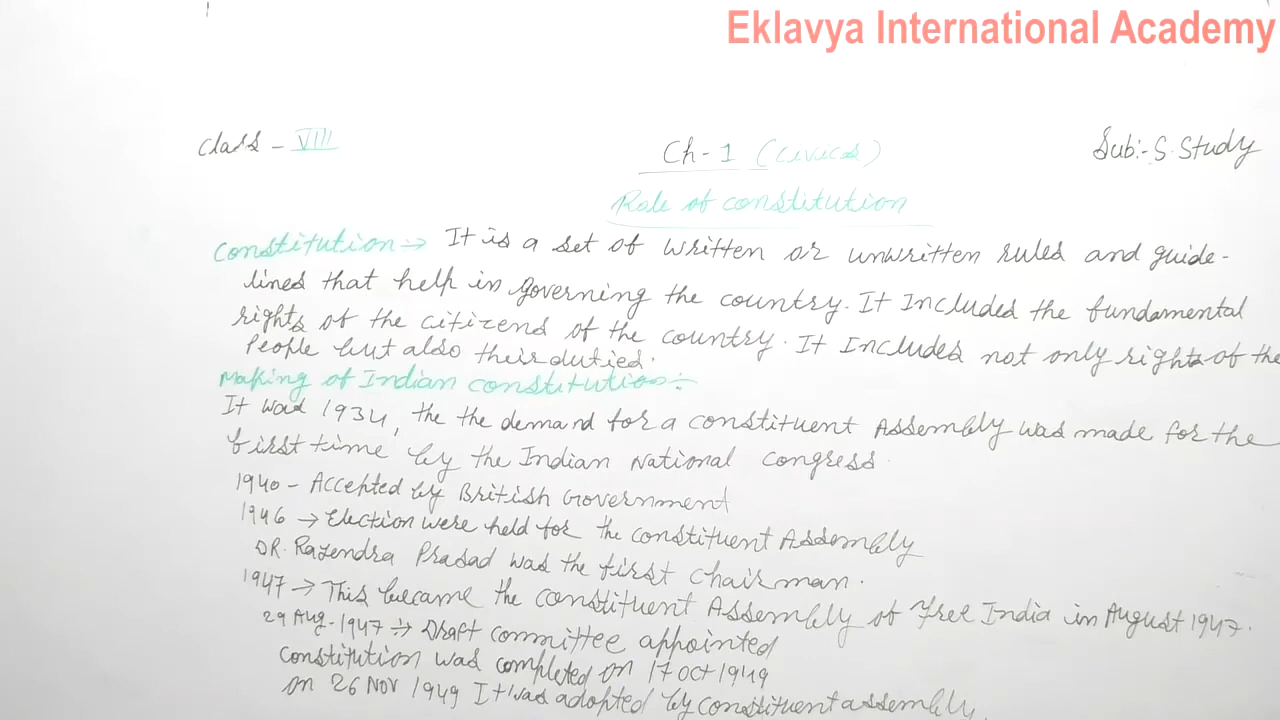 Eklavya International Academy
Class - VIII
Ch-1 (Civics)
Sub:- S. Study
Role of constitution
Constitution → It is a set of written or unwritten rules and guide-
lines that help in governing the country. It Includes the fundamental
rights of the citizens of the country. It Includes not only rights of the
People but also their duties.
Making of Indian constitution:-
It was 1934, the the demand for a constituent Assembly was made for the
first time by the Indian National congress.
1940 - Accepted by British Government
1946 → Election were held for the constituent Assembly
DR. Rajendra Prasad was the first Chairman.
1947 → This became the constituent Assembly of Free India in August 1947.
29 Aug-1947 → Draft committee appointed
Constitution was completed on 17 Oct 1949
on 26 Nov 1949 It was adopted by constituent assembly.